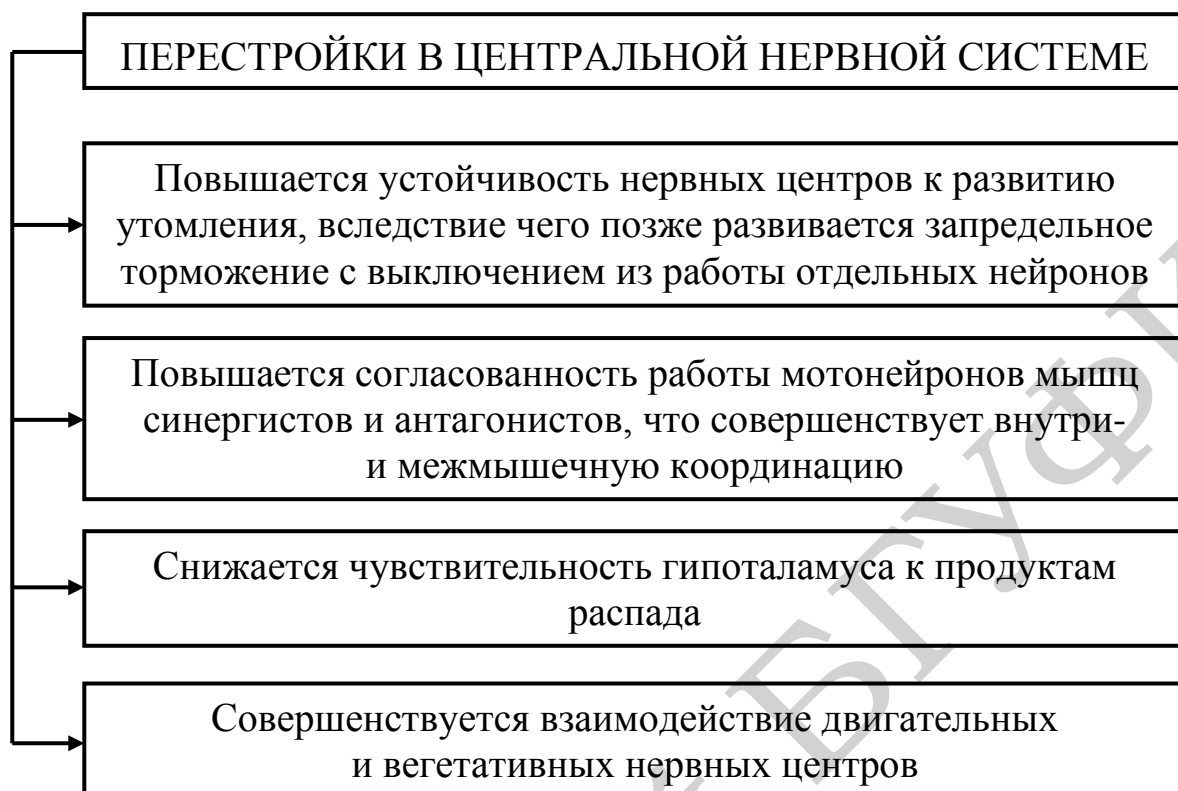 ПЕРЕСТРОЙКИ В ЦЕНТРАЛЬНОЙ НЕРВНОЙ СИСТЕМЕ
Повышается устойчивость нервных центров к развитию
утомления, вследствие чего позже развивается запредельное
торможение с выключением из работы отдельных нейронов
Повышается согласованность работы мотонейронов мышц
синергистов и антагонистов, что совершенствует внутри-
и межмышечную координацию
Снижается чувствительность гипоталамуса к продуктам
распада
Совершенствуется взаимодействие двигательных
и вегетативных нервных центров
БГУФК